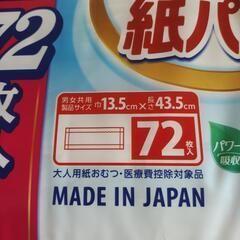 72
枚入
紙パ
男女共用
製品サイズ 巾13.5cm×長さ43.5cm
72枚入
パワー
吸収
大人用紙おむつ・医療費控除対象品
MADE IN JAPAN